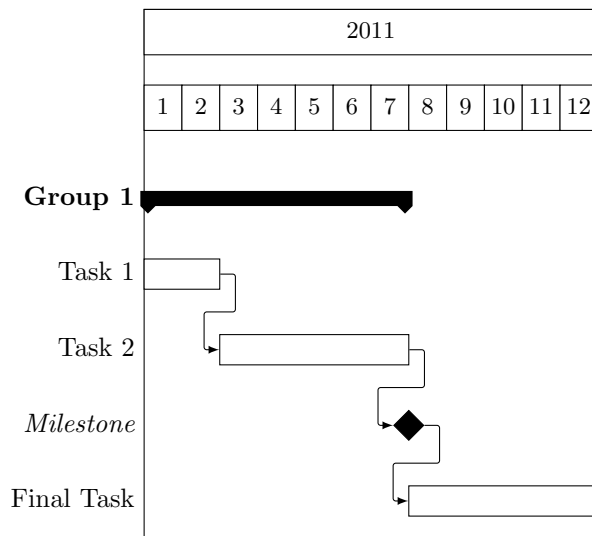 2011
1 2 3 4 5 6 7 8 9 10 11 12
Group 1
Task 1
Task 2
Milestone
Final Task